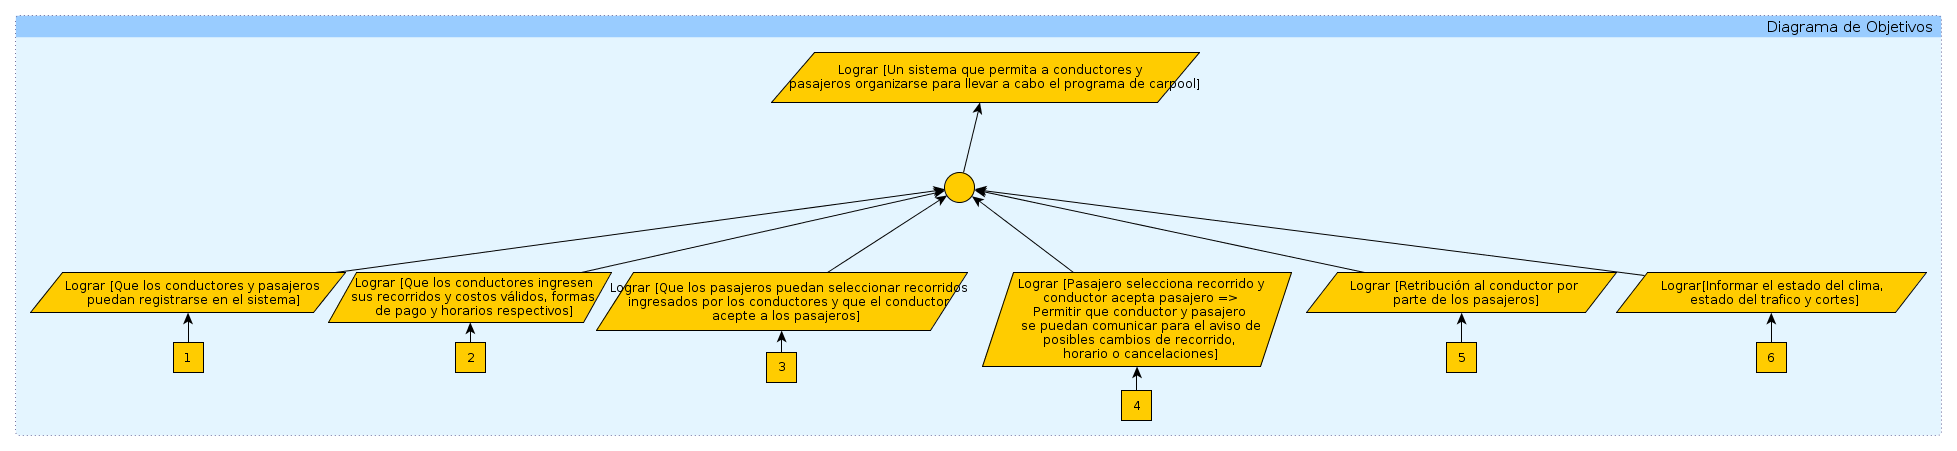 Diagrama de Objetivos
Lograr [Un sistema que permita a conductores y
pasajeros organizarse para llevar a cabo el programa de carpool]
Lograr [Que los conductores y pasajeros
puedan registrarse en el sistema]
Lograr [Que los conductores ingresen
sus recorridos y costos válidos, formas
de pago y horarios respectivos]
Lograr [Que los pasajeros puedan seleccionar recorridos
ingresados por los conductores y que el conductor
acepte a los pasajeros]
Lograr [Pasajero selecciona recorrido y
conductor acepta pasajero =>
Permitir que conductor y pasajero
se puedan comunicar para el aviso de
posibles cambios de recorrido,
horario o cancelaciones]
Lograr [Retribución al conductor por
parte de los pasajeros]
Lograr[Informar el estado del clima,
estado del trafico y cortes]
1
2
3
4
5
6